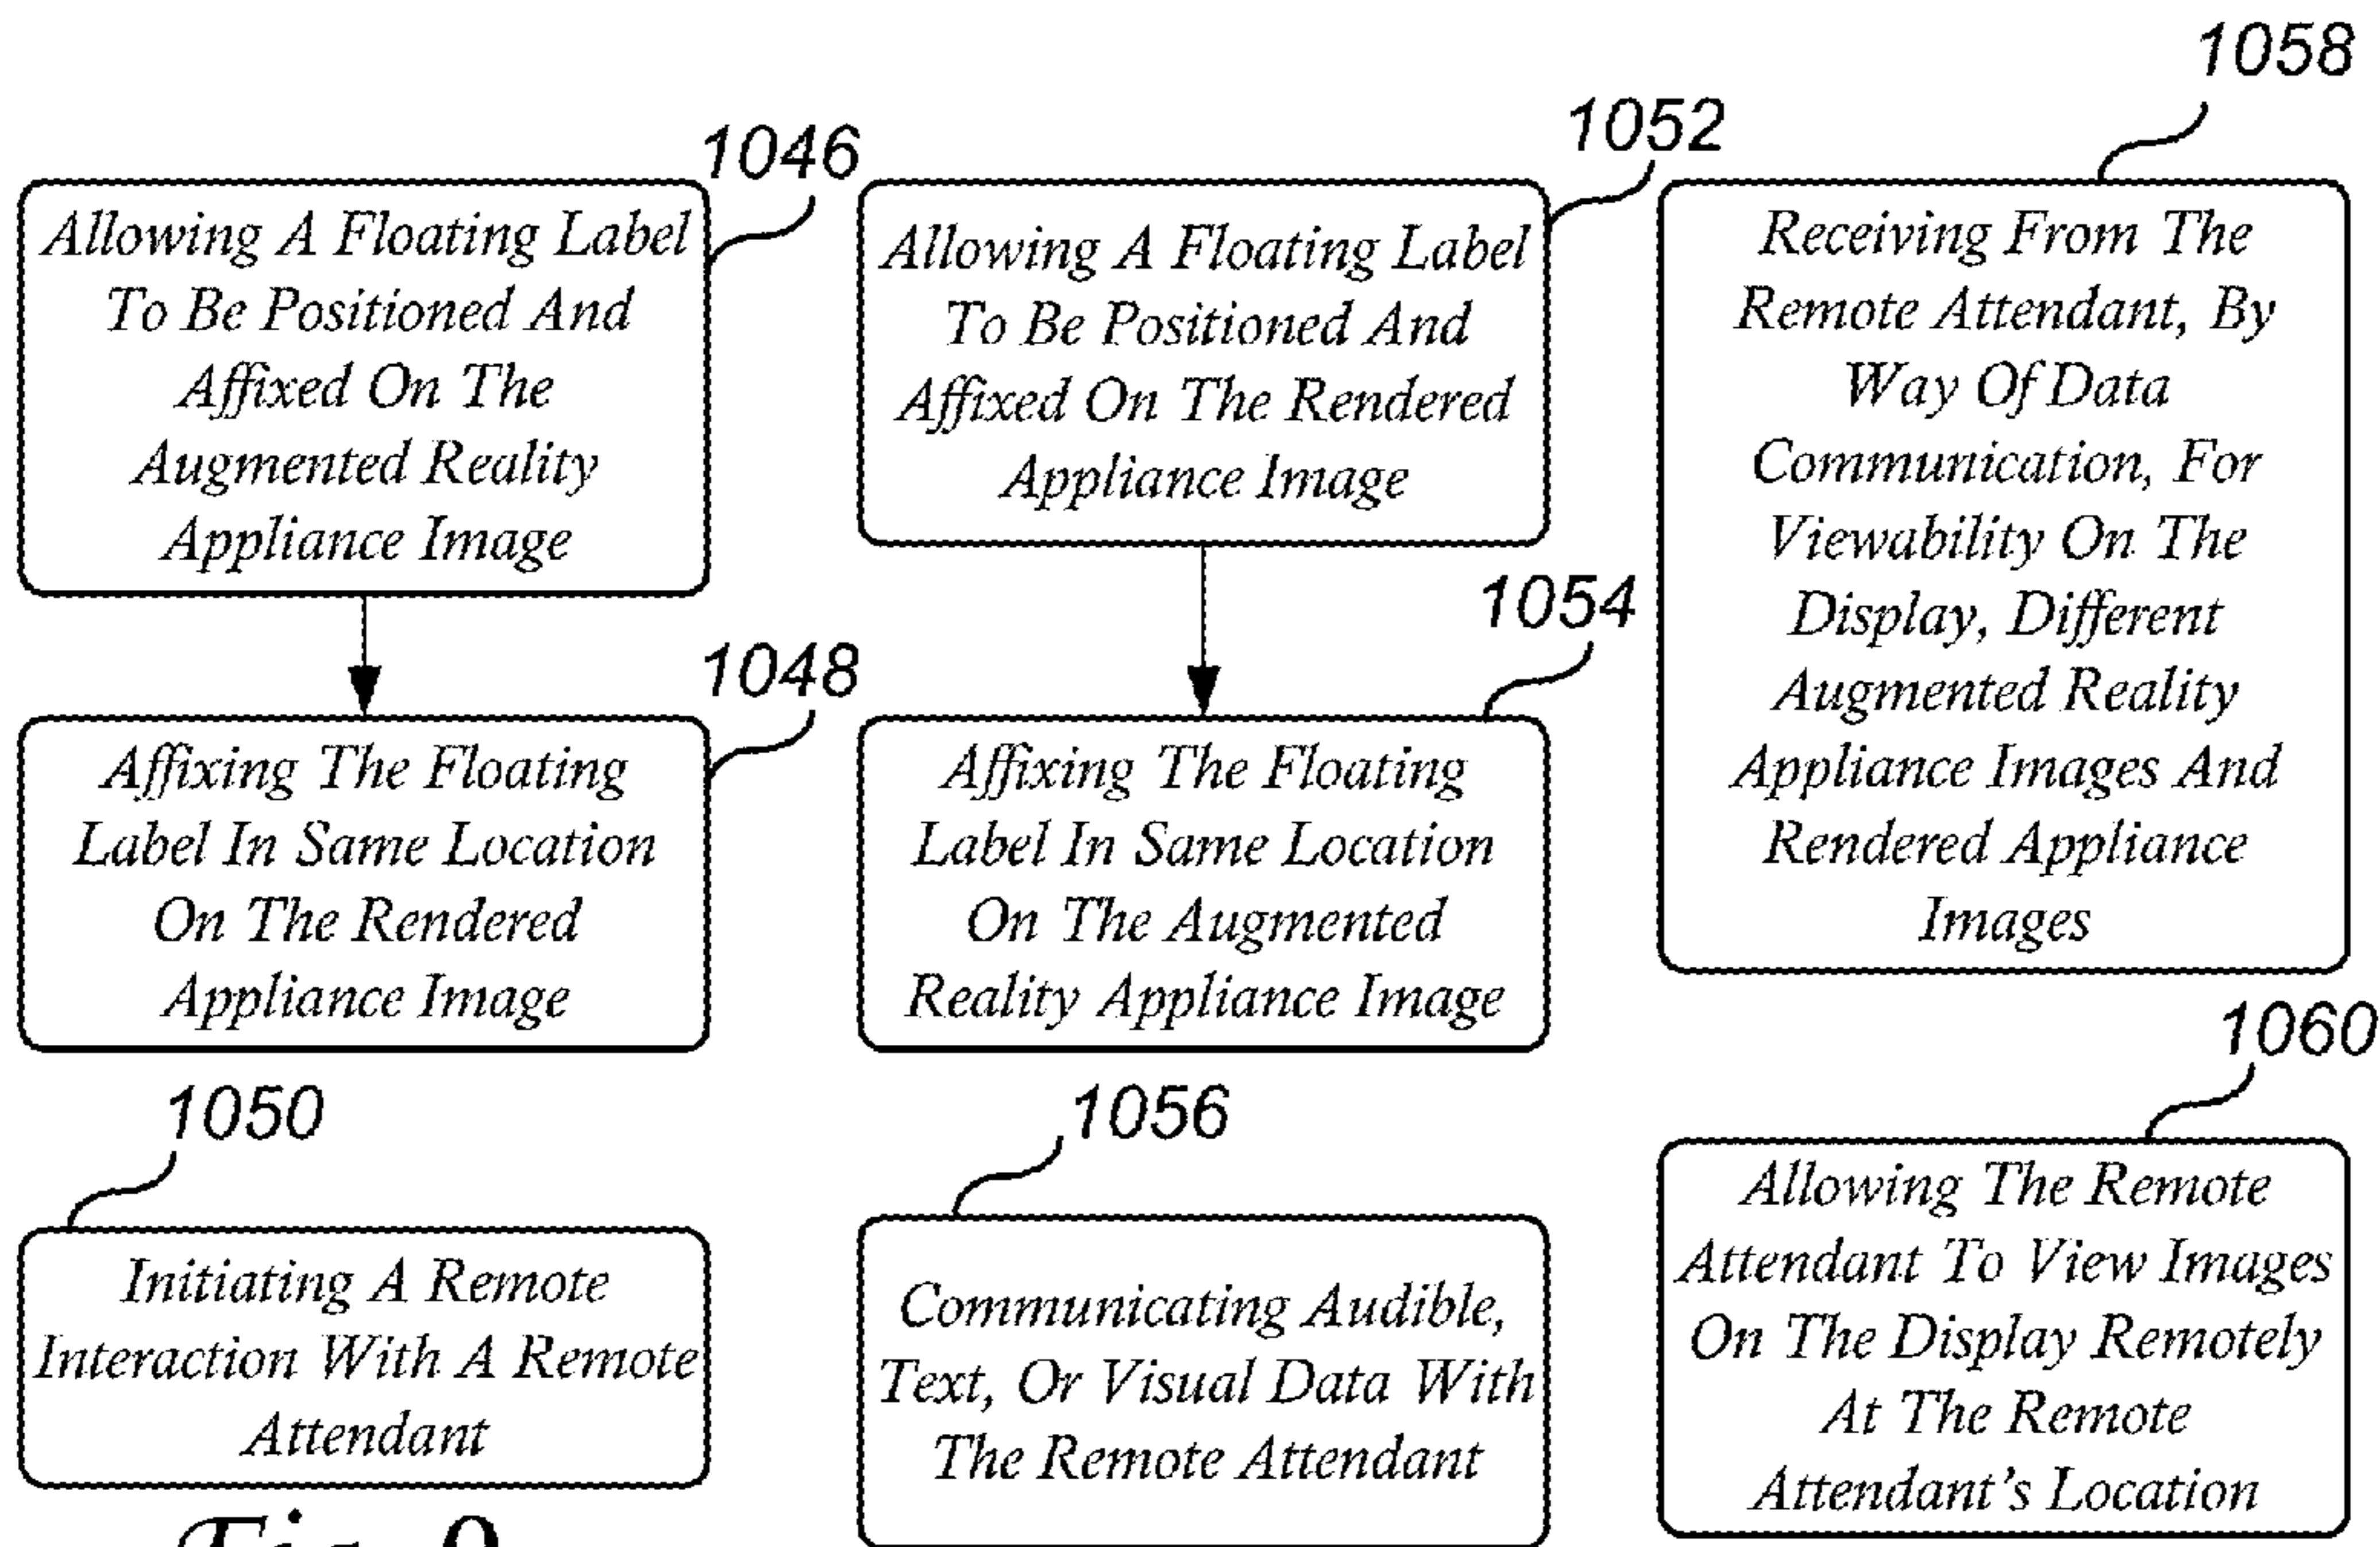 1046
Allowing A Floating Label
To Be Positioned And
Affixed On The
Augmented Reality
Appliance Image
1048
Affixing The Floating
Label In Same Location
On The Rendered
Appliance Image
1050
Initiating A Remote
Interaction With A Remote
Attendant
1052
Allowing A Floating Label
To Be Positioned And
Affixed On The Rendered
Appliance Image
1054
Affixing The Floating
Label In Same Location
On The Augmented
Reality Appliance Image
1056
Communicating Audible,
Text, Or Visual Data With
The Remote Attendant
1058
Receiving From The
Remote Attendant, By
Way Of Data
Communication, For
Viewability On The
Display, Different
Augmented Reality
Appliance Images And
Rendered Appliance
Images
1060
Allowing The Remote
Attendant To View Images
On The Display Remotely
At The Remote
Attendant's Location